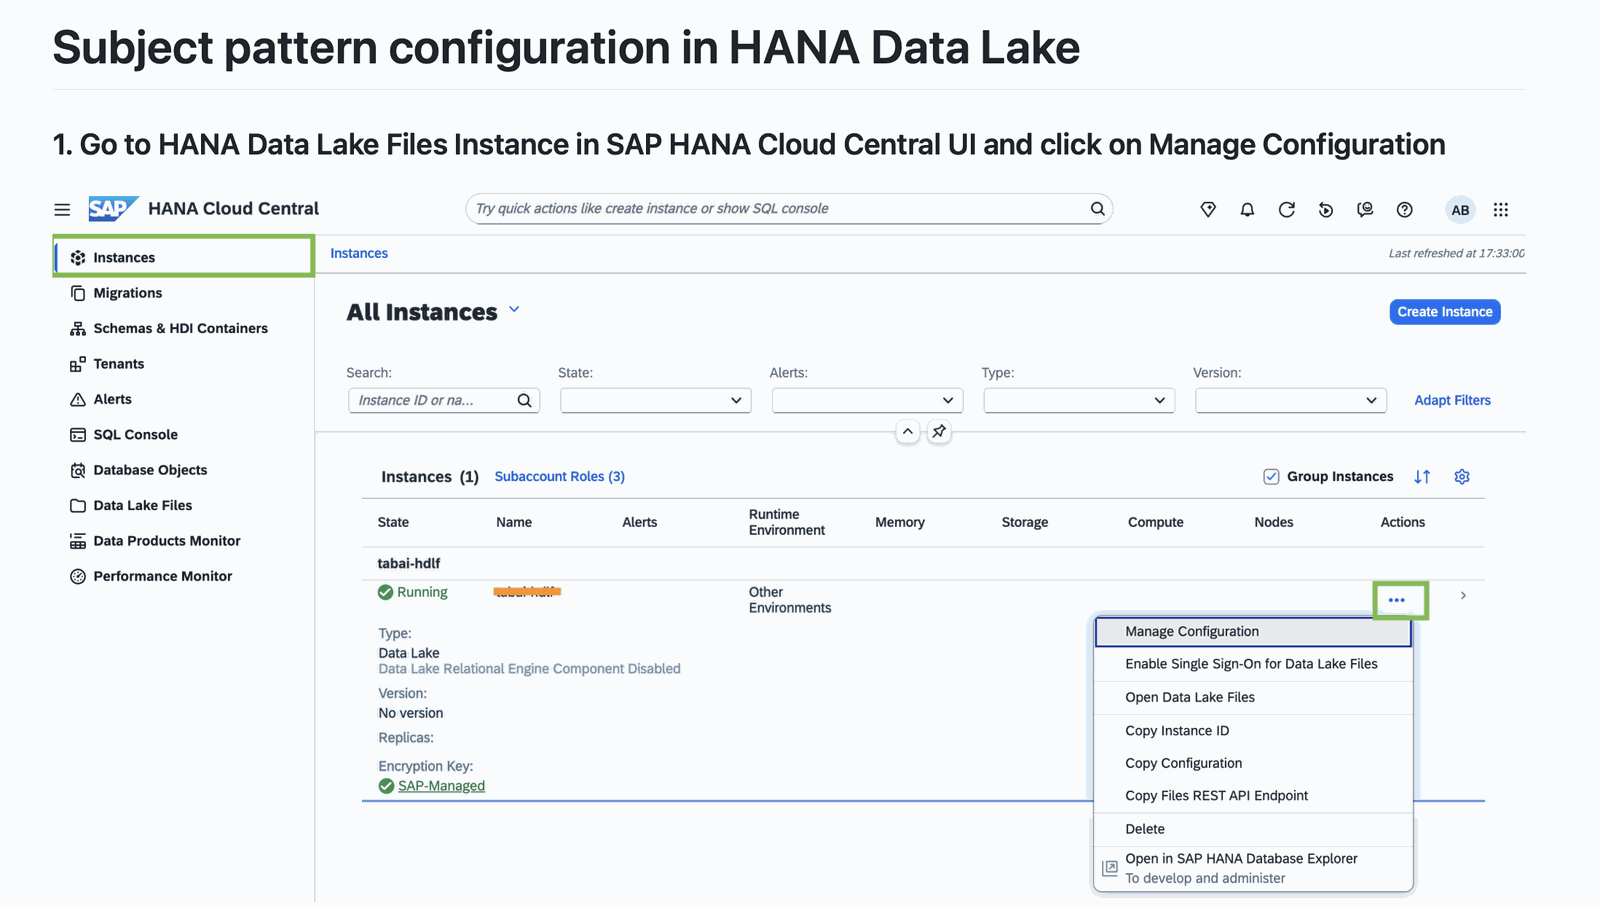 Subject pattern configuration in HANA Data Lake
1. Go to HANA Data Lake Files Instance in SAP HANA Cloud Central UI and click on Manage Configuration
SAP HANA Cloud Central
Try quick actions like create instance or show SQL console
AB
Instances
Migrations
Schemas & HDI Containers
Tenants
Alerts
SQL Console
Database Objects
Data Lake Files
Data Products Monitor
Performance Monitor
Instances
Last refreshed at 17:33:00
All Instances
Create Instance
Search: State: Alerts: Type: Version:
Instance ID or na...
Adapt Filters
Instances (1) Subaccount Roles (3)
Group Instances
State Name Alerts Runtime Environment Memory Storage Compute Nodes Actions
tabai-hdlf
Running
Other
Environments
Type:
Data Lake
Data Lake Relational Engine Component Disabled
Version:
No version
Replicas:
Encryption Key:
SAP-Managed
Manage Configuration
Enable Single Sign-On for Data Lake Files
Open Data Lake Files
Copy Instance ID
Copy Configuration
Copy Files REST API Endpoint
Delete
Open in SAP HANA Database Explorer
To develop and administer